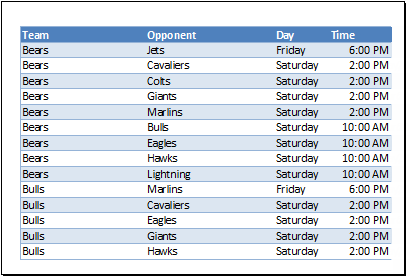 Team Opponent Day Time
Bears Jets Friday 6:00 PM
Bears Cavaliers Saturday 2:00 PM
Bears Colts Saturday 2:00 PM
Bears Giants Saturday 2:00 PM
Bears Marlins Saturday 2:00 PM
Bears Bulls Saturday 10:00 AM
Bears Eagles Saturday 10:00 AM
Bears Hawks Saturday 10:00 AM
Bears Lightning Saturday 10:00 AM
Bulls Marlins Friday 6:00 PM
Bulls Cavaliers Saturday 2:00 PM
Bulls Eagles Saturday 2:00 PM
Bulls Giants Saturday 2:00 PM
Bulls Hawks Saturday 2:00 PM